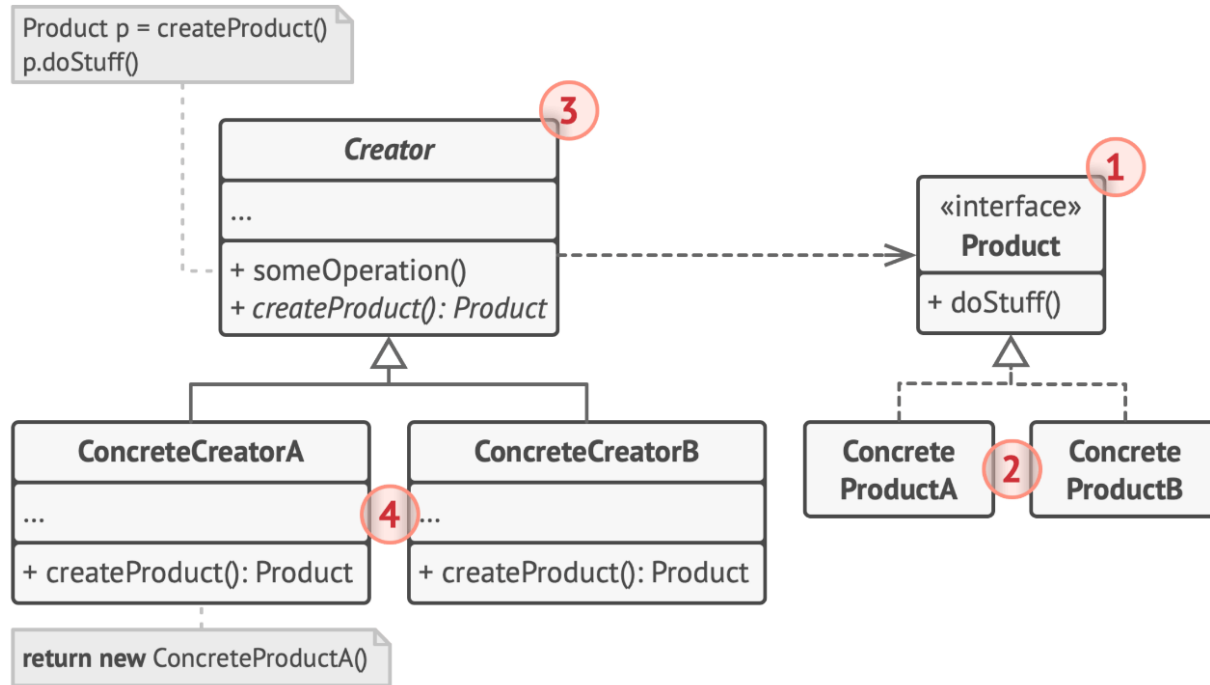 Product p = createProduct()
p.doStuff()
3
Creator
...
+ someOperation()
+ createProduct(): Product
1
«interface»
Product
+ doStuff()
ConcreteCreatorA
...
+ createProduct(): Product
4
ConcreteCreatorB
...
+ createProduct(): Product
Concrete
ProductA
2
Concrete
ProductB
return new ConcreteProductA()